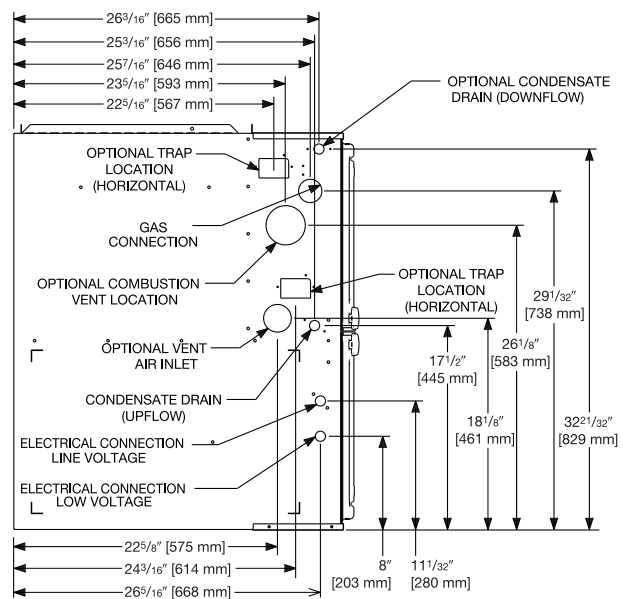 26 3/16" [665 mm]
25 3/16" [656 mm]
25 7/16" [646 mm]
23 5/16" [593 mm]
22 5/16" [567 mm]
OPTIONAL CONDENSATE
DRAIN (DOWNFLOW)
OPTIONAL TRAP
LOCATION
(HORIZONTAL)
GAS
CONNECTION
OPTIONAL COMBUSTION
VENT LOCATION
OPTIONAL TRAP
LOCATION
(HORIZONTAL)
OPTIONAL VENT
AIR INLET
CONDENSATE DRAIN
(UPFLOW)
ELECTRICAL CONNECTION
LINE VOLTAGE
ELECTRICAL CONNECTION
LOW VOLTAGE
29 1/32"
[738 mm]
26 1/8"
[583 mm]
17 1/2"
[445 mm]
18 1/8"
[461 mm]
32 21/32"
[829 mm]
22 5/8" [575 mm]
24 3/16" [614 mm]
26 5/16" [668 mm]
8"
[203 mm]
11 1/32"
[280 mm]